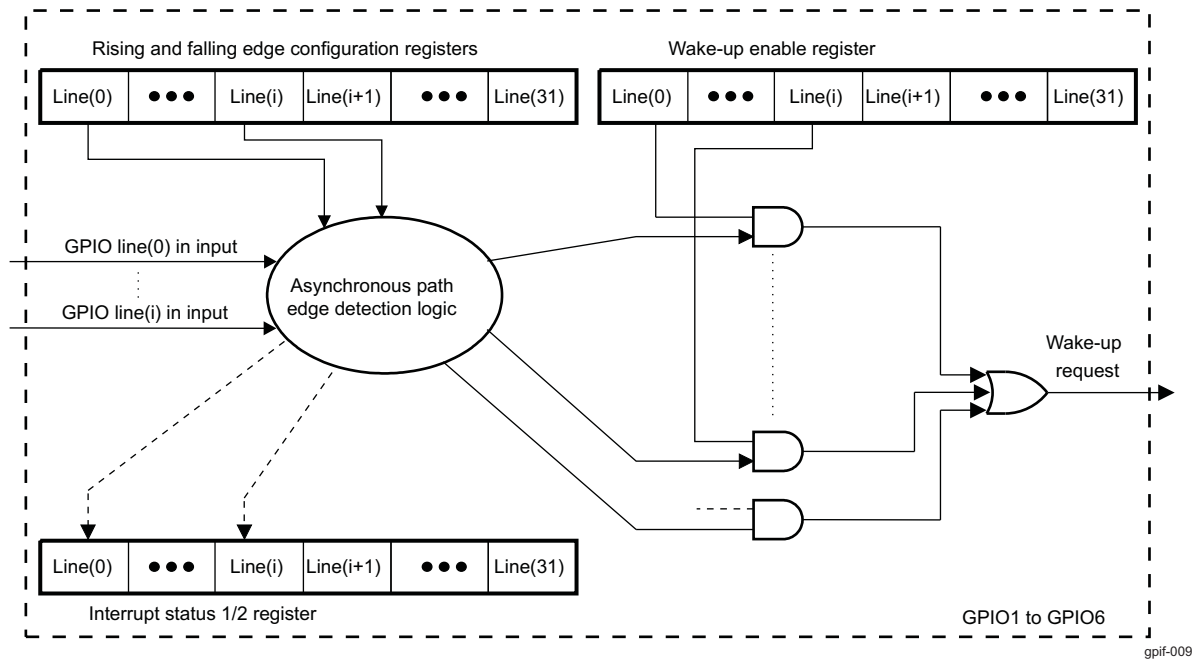 Rising and falling edge configuration registers
Wake-up enable register
Line(0) ●●● Line(i) Line(i+1) ●●● Line(31)
Line(0) ●●● Line(i) Line(i+1) ●●● Line(31)
GPIO line(0) in input
GPIO line(i) in input
Asynchronous path
edge detection logic
Wake-up
request
Line(0) ●●● Line(i) Line(i+1) ●●● Line(31)
Interrupt status 1/2 register
GPIO1 to GPIO6
gpif-009